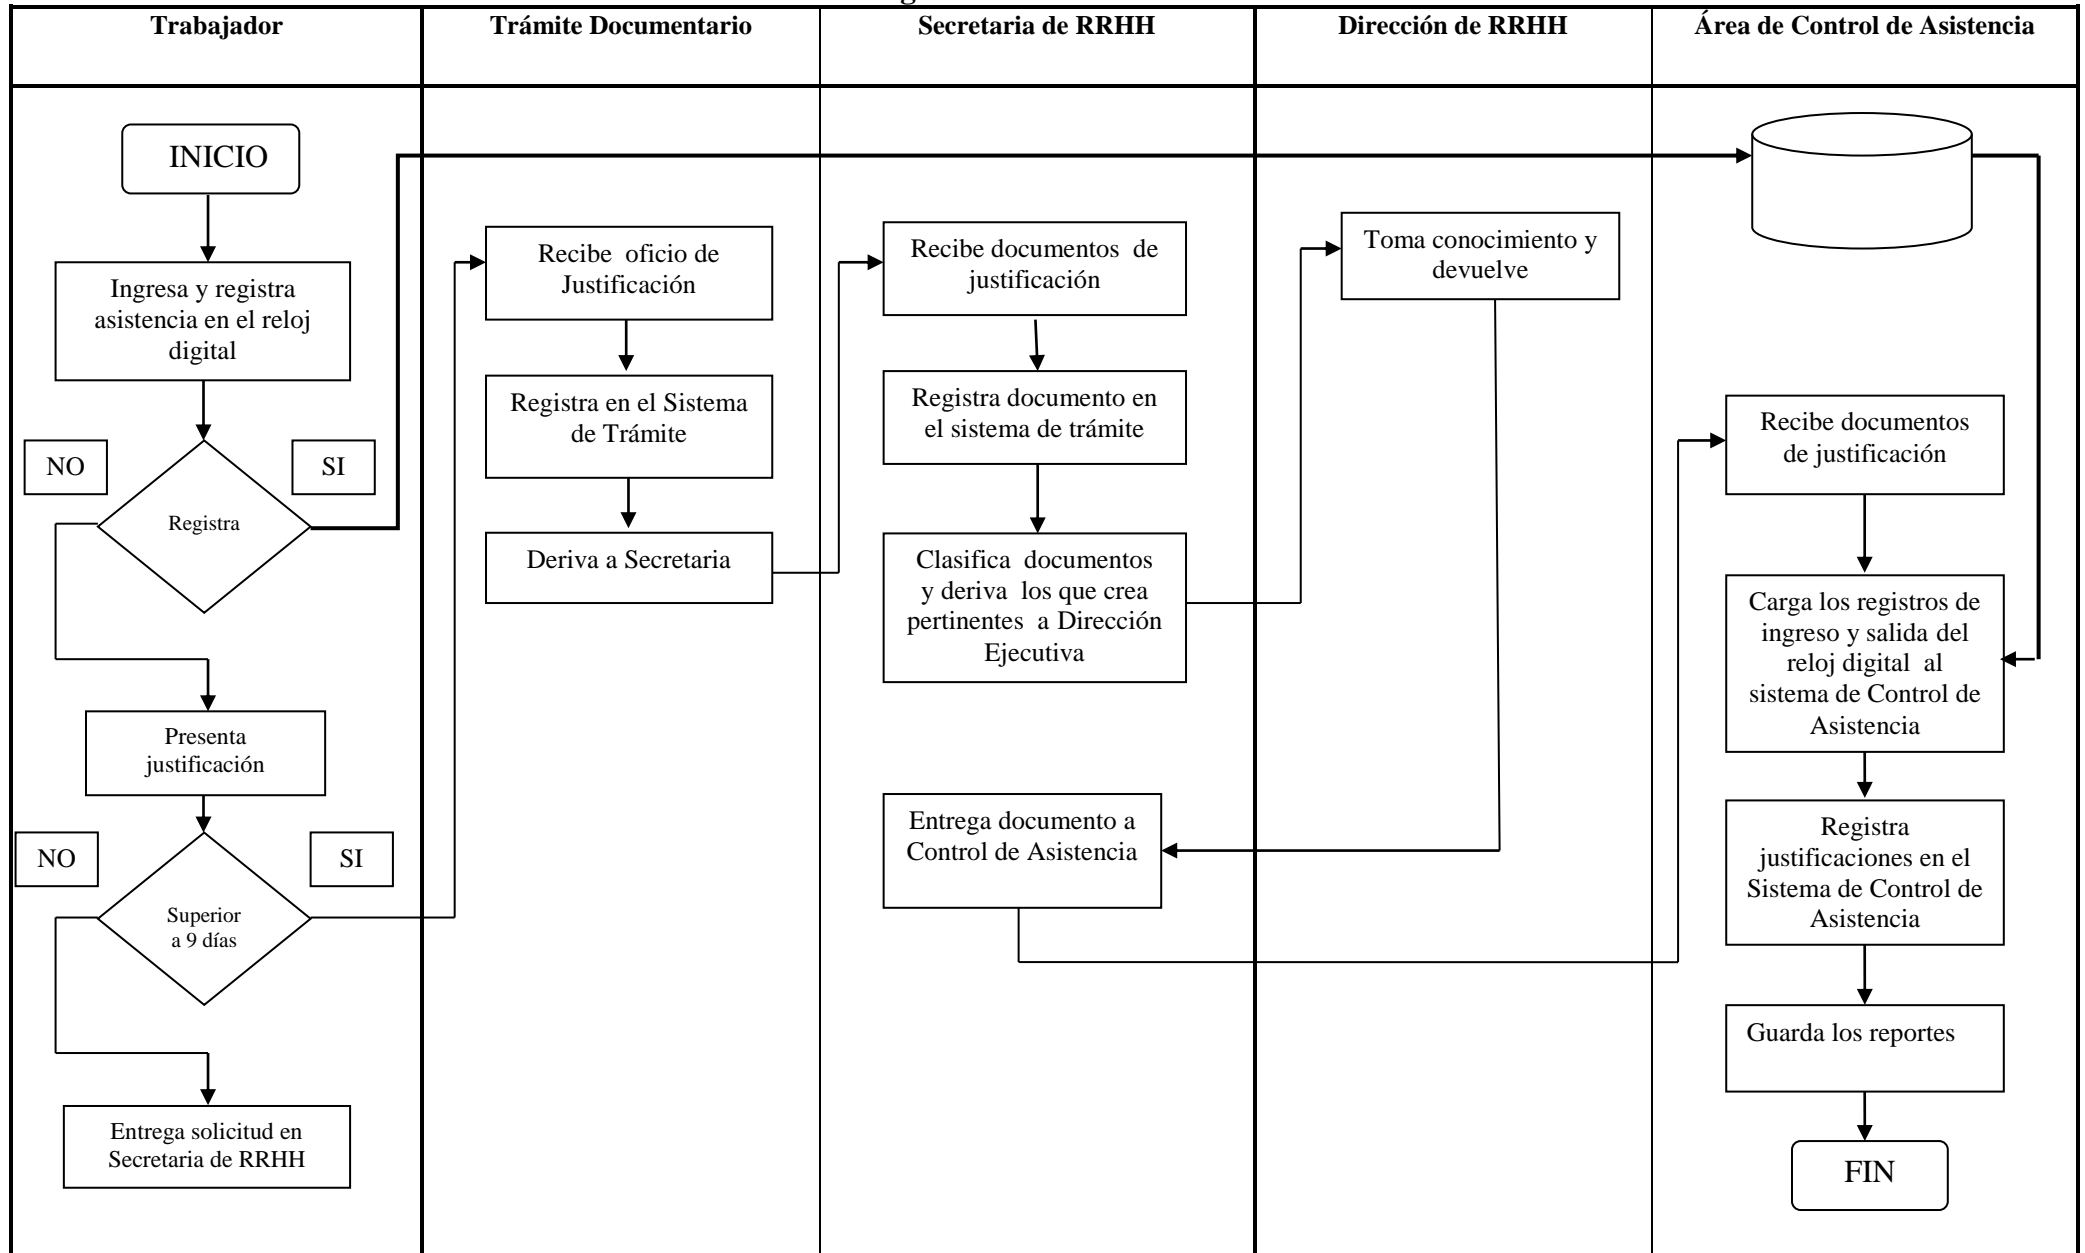 Trabajador
Trámite Documentario
Secretaria de RRHH
Dirección de RRHH
Área de Control de Asistencia
INICIO
Ingresa y registra
asistencia en el reloj
digital
NO
SI
Registra
Presenta
justificación
NO
SI
Superior
a 9 días
Entrega solicitud en
Secretaria de RRHH
Recibe oficio de
Justificación
Registra en el Sistema
de Trámite
Deriva a Secretaria
Recibe documentos de
justificación
Registra documento en
el sistema de trámite
Clasifica documentos
y deriva los que crea
pertinentes a Dirección
Ejecutiva
Entrega documento a
Control de Asistencia
Toma conocimiento y
devuelve
Recibe documentos
de justificación
Carga los registros de
ingreso y salida del
reloj digital al
sistema de Control de
Asistencia
Registra
justificaciones en el
Sistema de Control de
Asistencia
Guarda los reportes
FIN